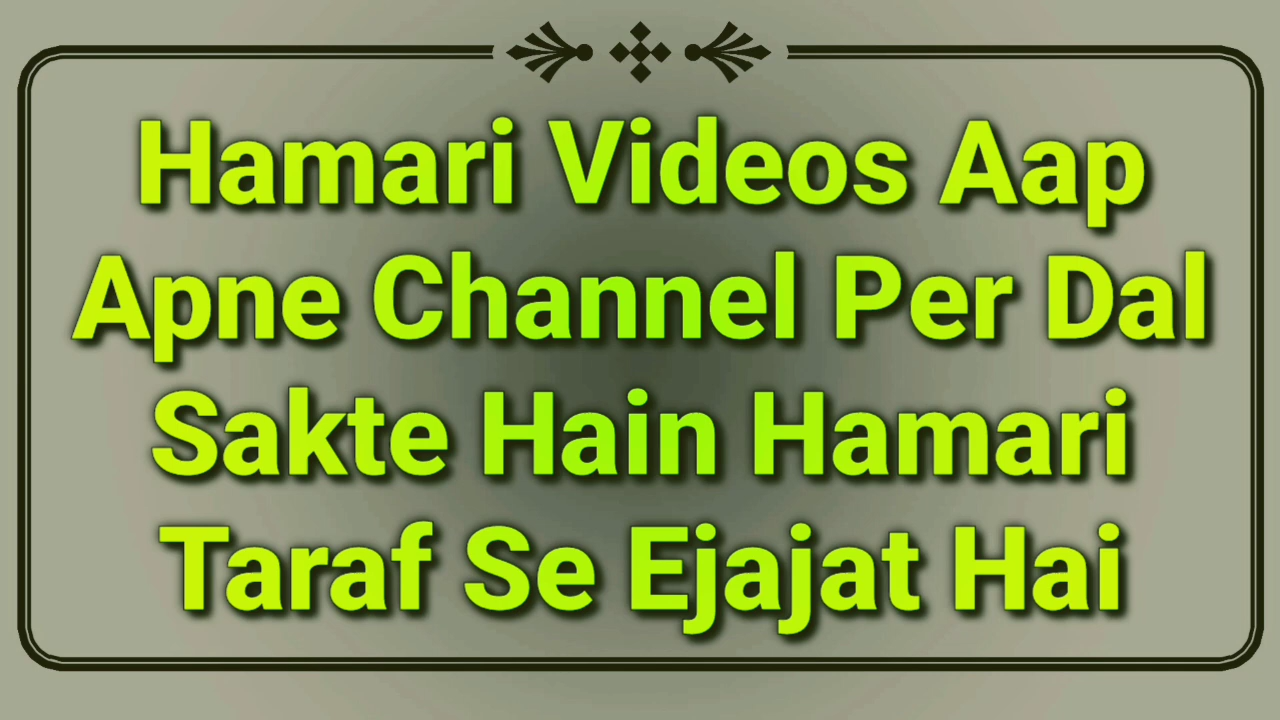 Hamari Videos Aap
Apne Channel Per Dal
Sakte Hain Hamari
Taraf Se Ejajat Hai